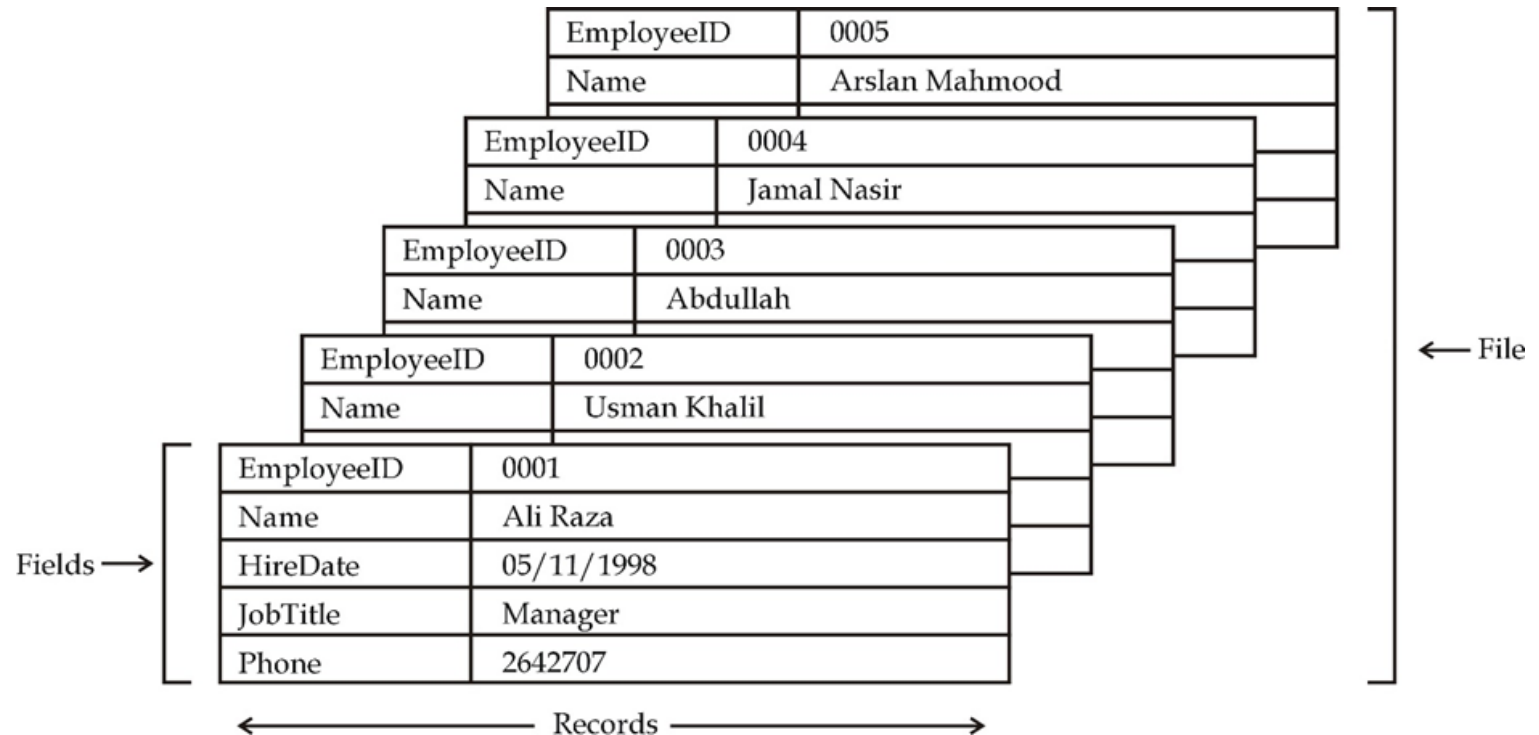 EmployeeID 0005
Name Arslan Mahmood
EmployeeID 0004
Name Jamal Nasir
EmployeeID 0003
Name Abdullah
EmployeeID 0002
Name Usman Khalil
EmployeeID 0001
Name Ali Raza
HireDate 05/11/1998
JobTitle Manager
Phone 2642707
Fields
File
Records